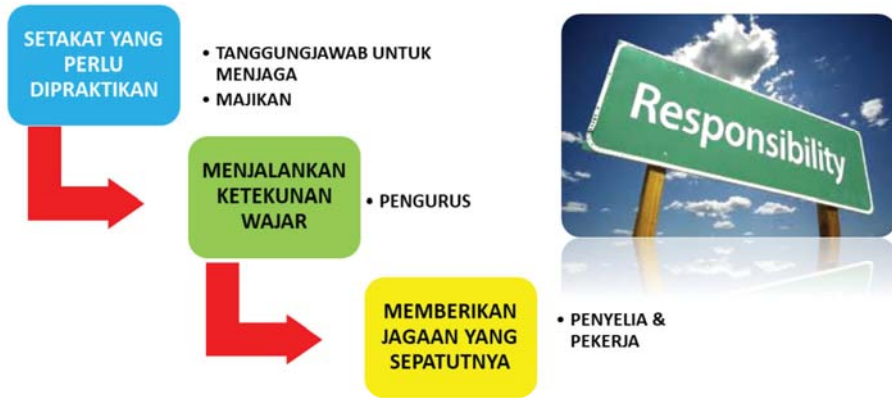 SETAKAT YANG
PERLU
DIPRAKTIKAN
• TANGGUNGJAWAB UNTUK
MENJAGA
• MAJIKAN
Responsibility
MENJALANKAN
KETEKUNAN
WAJAR
• PENGURUS
MEMBERIKAN
JAGAAN YANG
SEPATUTNYA
• PENYELIA &
PEKERJA